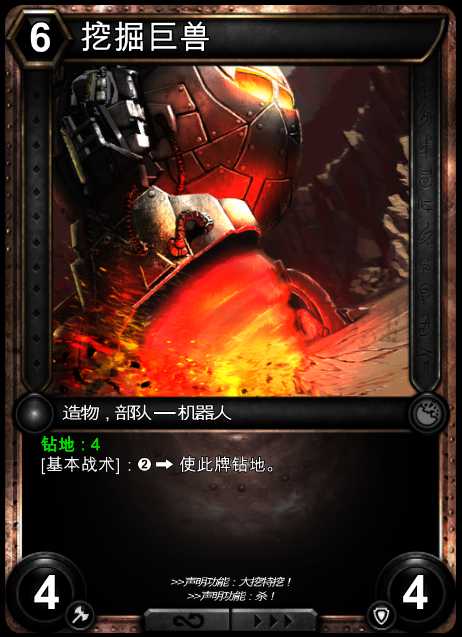 6 挖掘巨兽
造物，部队——机器人
钻地：4
[基本战术]：❷➡ 使此牌钻地。
>>声明功能：大挖特挖！
>>声明功能：杀！
4 4